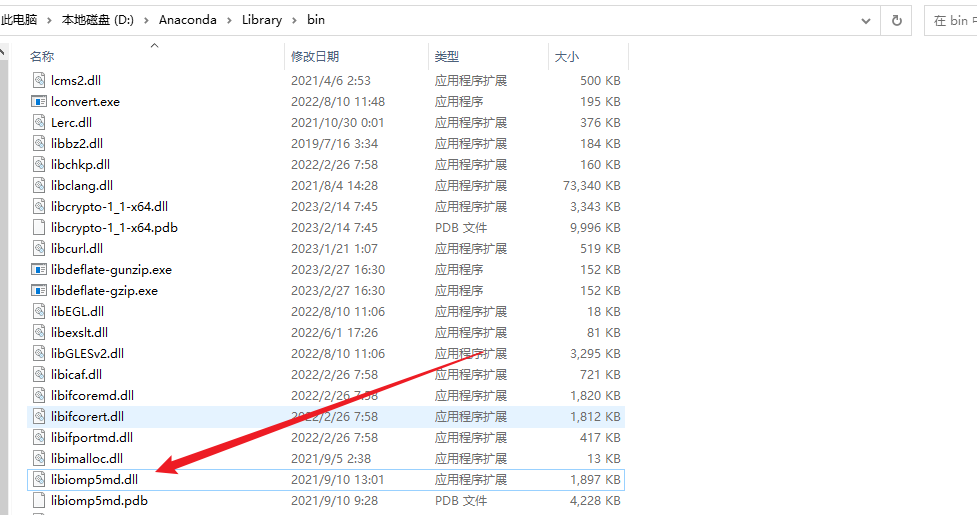 此电脑 > 本地磁盘 (D:) > Anaconda > Library > bin
在 bin
名称 修改日期 类型 大小
lcms2.dll 2021/4/6 2:53 应用程序扩展 500 KB
lconvert.exe 2022/8/10 11:48 应用程序 195 KB
Lerc.dll 2021/10/30 0:01 应用程序扩展 376 KB
libbz2.dll 2019/7/16 3:34 应用程序扩展 184 KB
libchkp.dll 2022/2/26 7:58 应用程序扩展 160 KB
libclang.dll 2021/8/4 14:28 应用程序扩展 73,340 KB
libcrypto-1_1-x64.dll 2023/2/14 7:45 应用程序扩展 3,343 KB
libcrypto-1_1-x64.pdb 2023/2/14 7:45 PDB 文件 9,996 KB
libcurl.dll 2023/1/21 1:07 应用程序扩展 519 KB
libdeflate-gunzip.exe 2023/2/27 16:30 应用程序 152 KB
libdeflate-gzip.exe 2023/2/27 16:30 应用程序 152 KB
libEGL.dll 2022/8/10 11:06 应用程序扩展 18 KB
libexslt.dll 2022/6/1 17:26 应用程序扩展 81 KB
libGLESv2.dll 2022/8/10 11:06 应用程序扩展 3,295 KB
libicaf.dll 2022/2/26 7:58 应用程序扩展 721 KB
libifcoremd.dll 2022/2/26 7:58 应用程序扩展 1,820 KB
libifcorert.dll 2022/2/26 7:58 应用程序扩展 1,812 KB
libifportmd.dll 2022/2/26 7:58 应用程序扩展 417 KB
libimalloc.dll 2021/9/5 2:38 应用程序扩展 13 KB
libiomp5md.dll 2021/9/10 13:01 应用程序扩展 1,897 KB
libiomp5md.pdb 2021/9/10 9:28 PDB 文件 4,228 KB